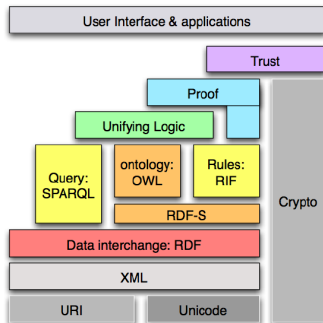 User Interface & applications
Trust
Proof
Unifying Logic
Query:
SPARQL
ontology:
OWL
Rules:
RIF
RDF-S
Crypto
Data interchange: RDF
XML
URI
Unicode